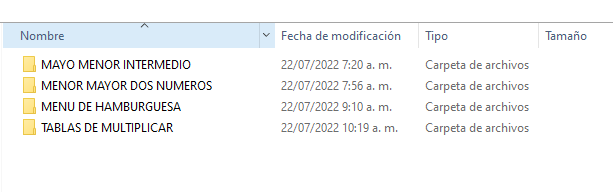 Nombre Fecha de modificación Tipo Tamaño
MAYO MENOR INTERMEDIO 22/07/2022 7:20 a. m. Carpeta de archivos
MENOR MAYOR DOS NUMEROS 22/07/2022 7:56 a. m. Carpeta de archivos
MENU DE HAMBURGUESA 22/07/2022 9:10 a. m. Carpeta de archivos
TABLAS DE MULTIPLICAR 22/07/2022 10:19 a. m. Carpeta de archivos